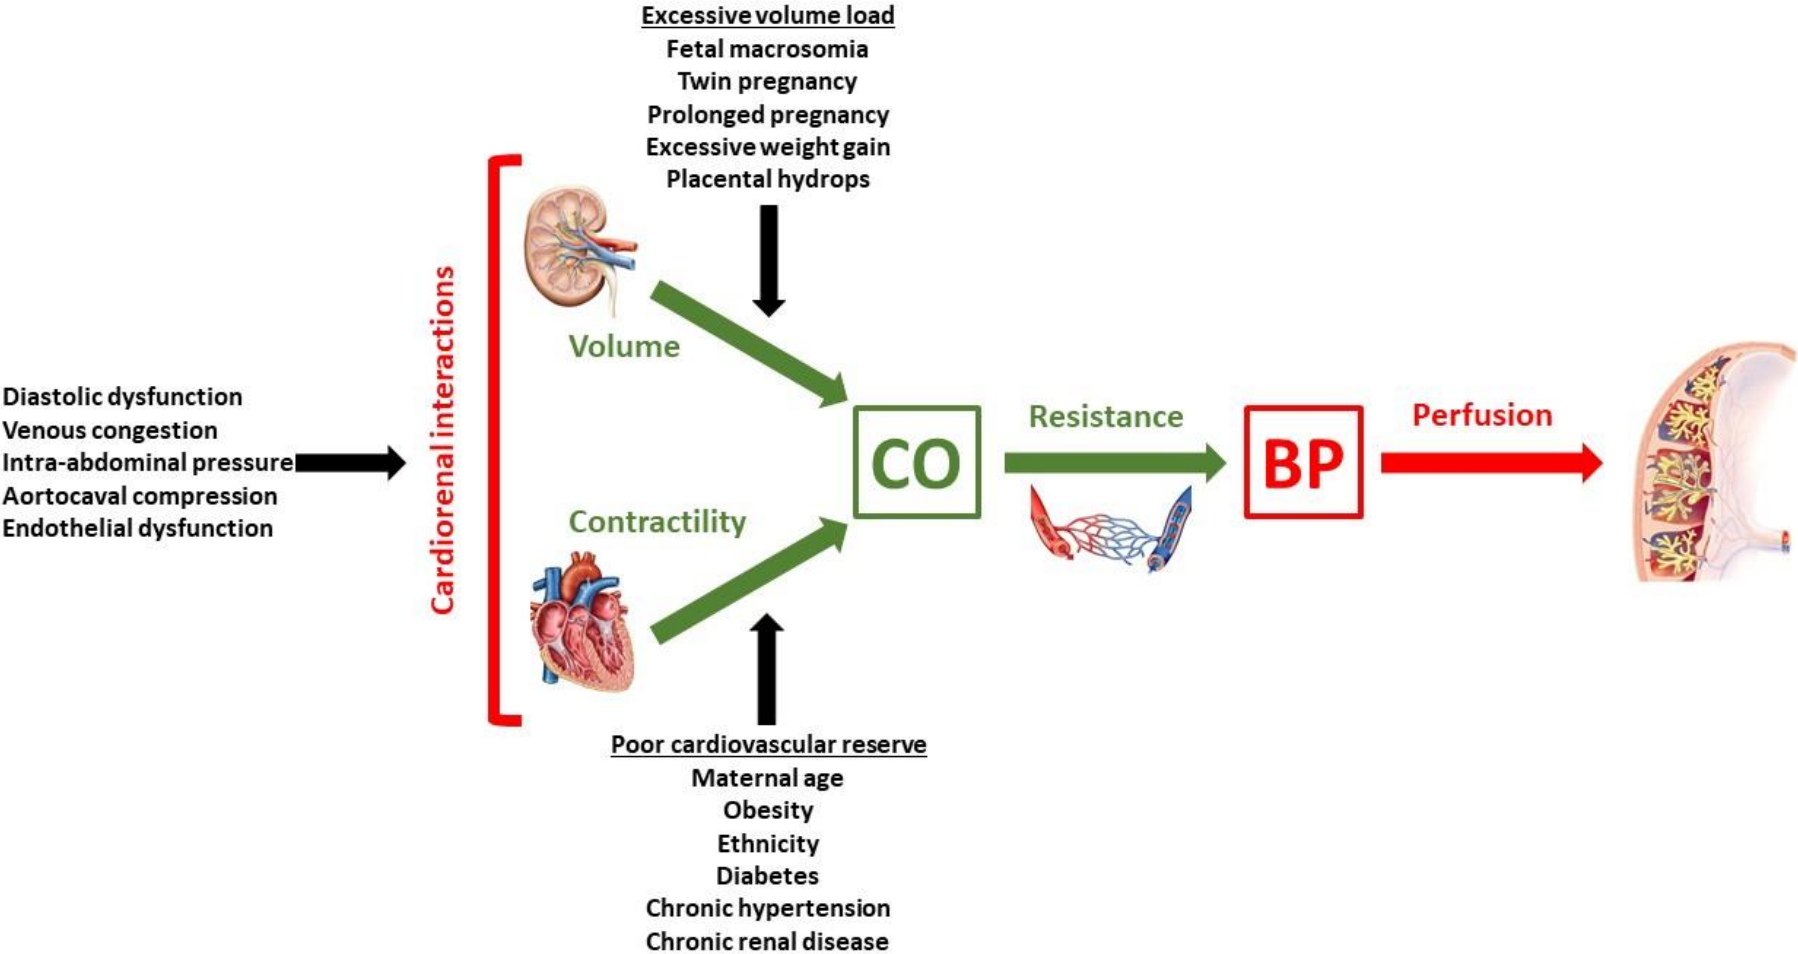 Excessive volume load
Fetal macrosomia
Twin pregnancy
Prolonged pregnancy
Excessive weight gain
Placental hydrops
Diastolic dysfunction
Venous congestion
Intra-abdominal pressure
Aortocaval compression
Endothelial dysfunction
Cardiorenal interactions
Volume
Contractility
CO
Resistance
BP
Perfusion
Poor cardiovascular reserve
Maternal age
Obesity
Ethnicity
Diabetes
Chronic hypertension
Chronic renal disease